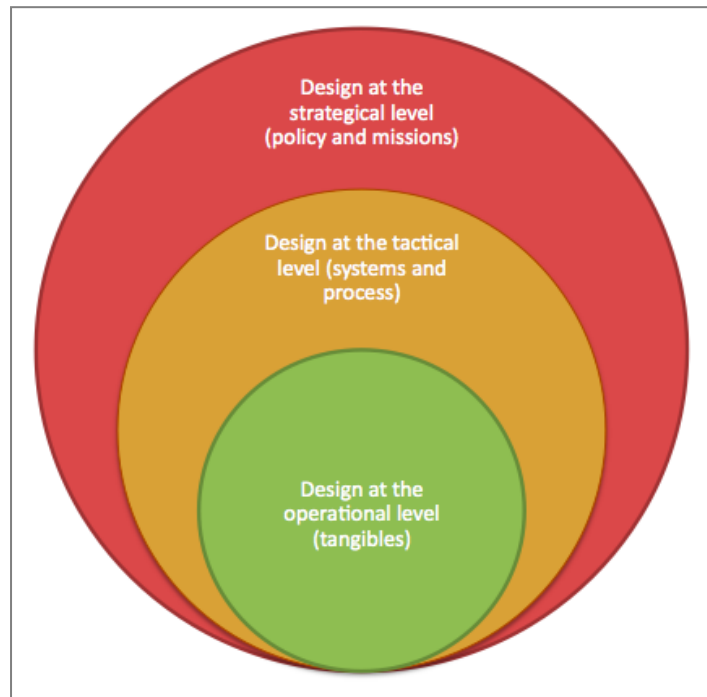 Design at the
strategical level
(policy and missions)
Design at the tactical
level (systems and
process)
Design at the
operational level
(tangibles)